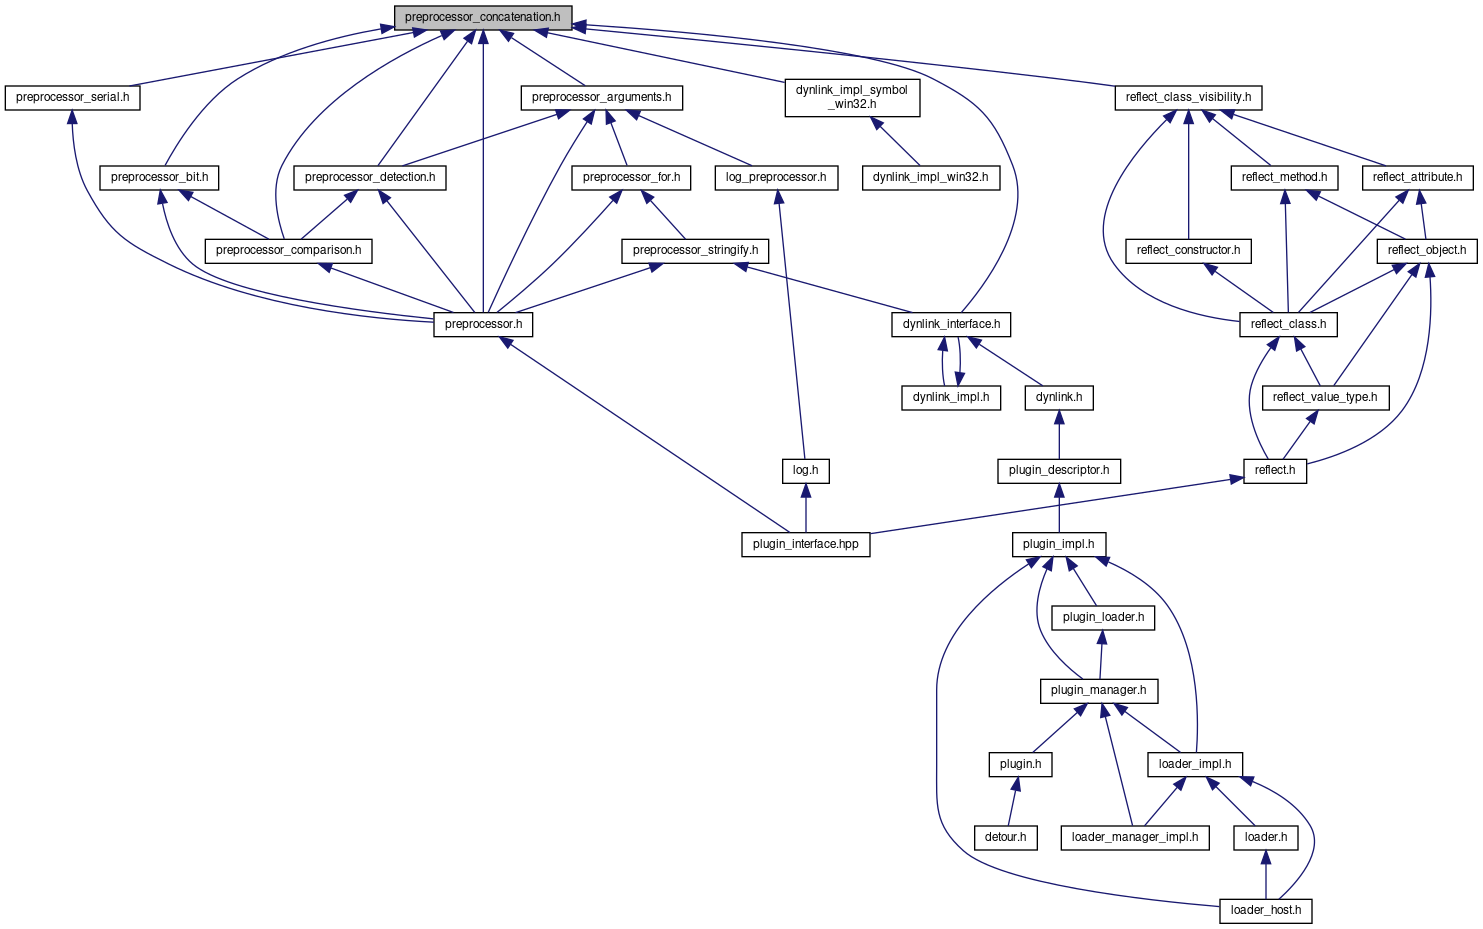 preprocessor_concatenation.h
preprocessor_serial.h
preprocessor_arguments.h
dynlink_impl_symbol
_win32.h
reflect_class_visibility.h
preprocessor_bit.h
preprocessor_detection.h
preprocessor_for.h
log_preprocessor.h
dynlink_impl_win32.h
reflect_method.h
reflect_attribute.h
preprocessor_comparison.h
preprocessor_stringify.h
reflect_constructor.h
reflect_object.h
preprocessor.h
dynlink_interface.h
reflect_class.h
dynlink_impl.h
dynlink.h
reflect_value_type.h
log.h
plugin_descriptor.h
reflect.h
plugin_interface.hpp
plugin_impl.h
plugin_loader.h
plugin_manager.h
plugin.h
loader_impl.h
detour.h
loader_manager_impl.h
loader.h
loader_host.h